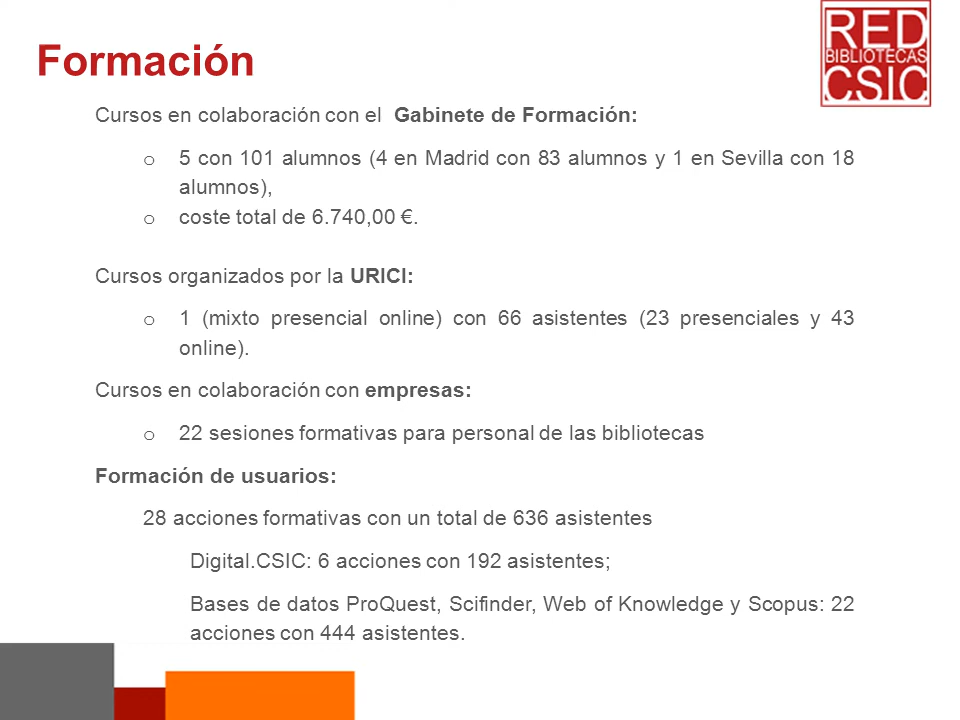 Formación
RED
BIBLIOTECAS
CSIC
Cursos en colaboración con el Gabinete de Formación:
o 5 con 101 alumnos (4 en Madrid con 83 alumnos y 1 en Sevilla con 18
alumnos),
o coste total de 6.740,00 €.
Cursos organizados por la URICI:
o 1 (mixto presencial online) con 66 asistentes (23 presenciales y 43
online).
Cursos en colaboración con empresas:
o 22 sesiones formativas para personal de las bibliotecas
Formación de usuarios:
28 acciones formativas con un total de 636 asistentes
Digital.CSIC: 6 acciones con 192 asistentes;
Bases de datos ProQuest, Scifinder, Web of Knowledge y Scopus: 22
acciones con 444 asistentes.